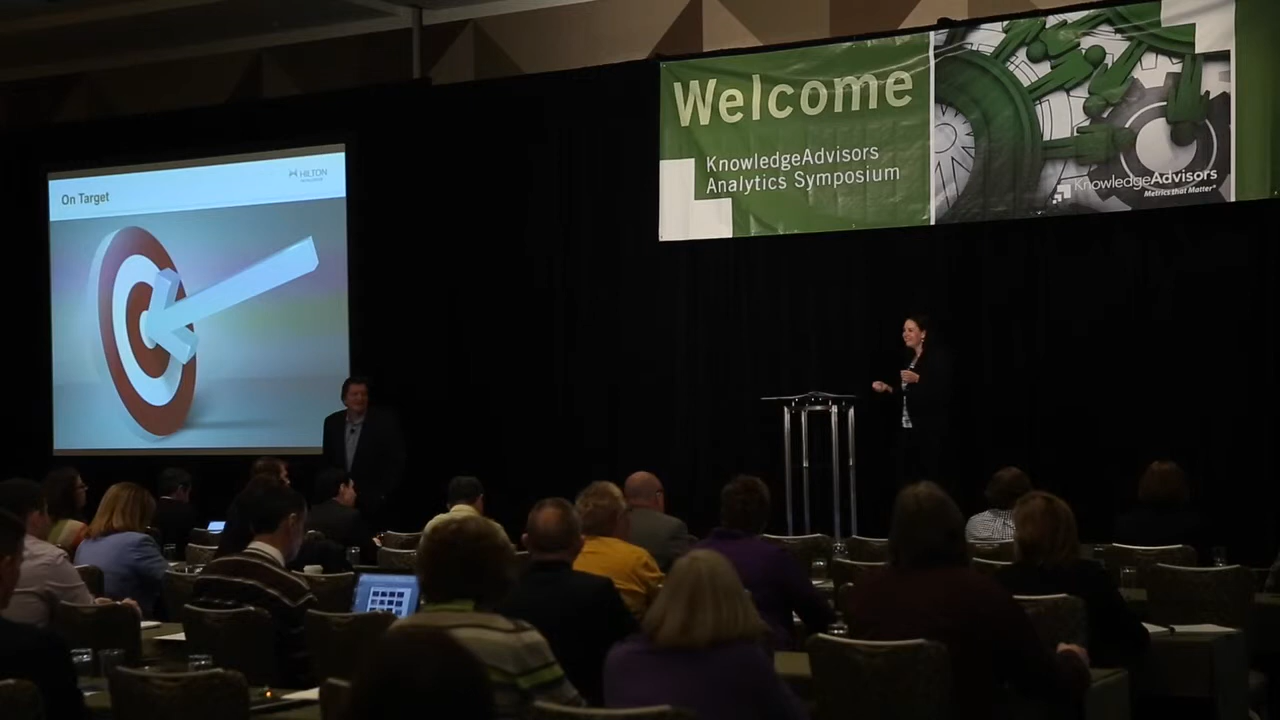 Welcome
KnowledgeAdvisors
Analytics Symposium
KnowledgeAdvisors
Metrics that Matter®
On Target
HILTON